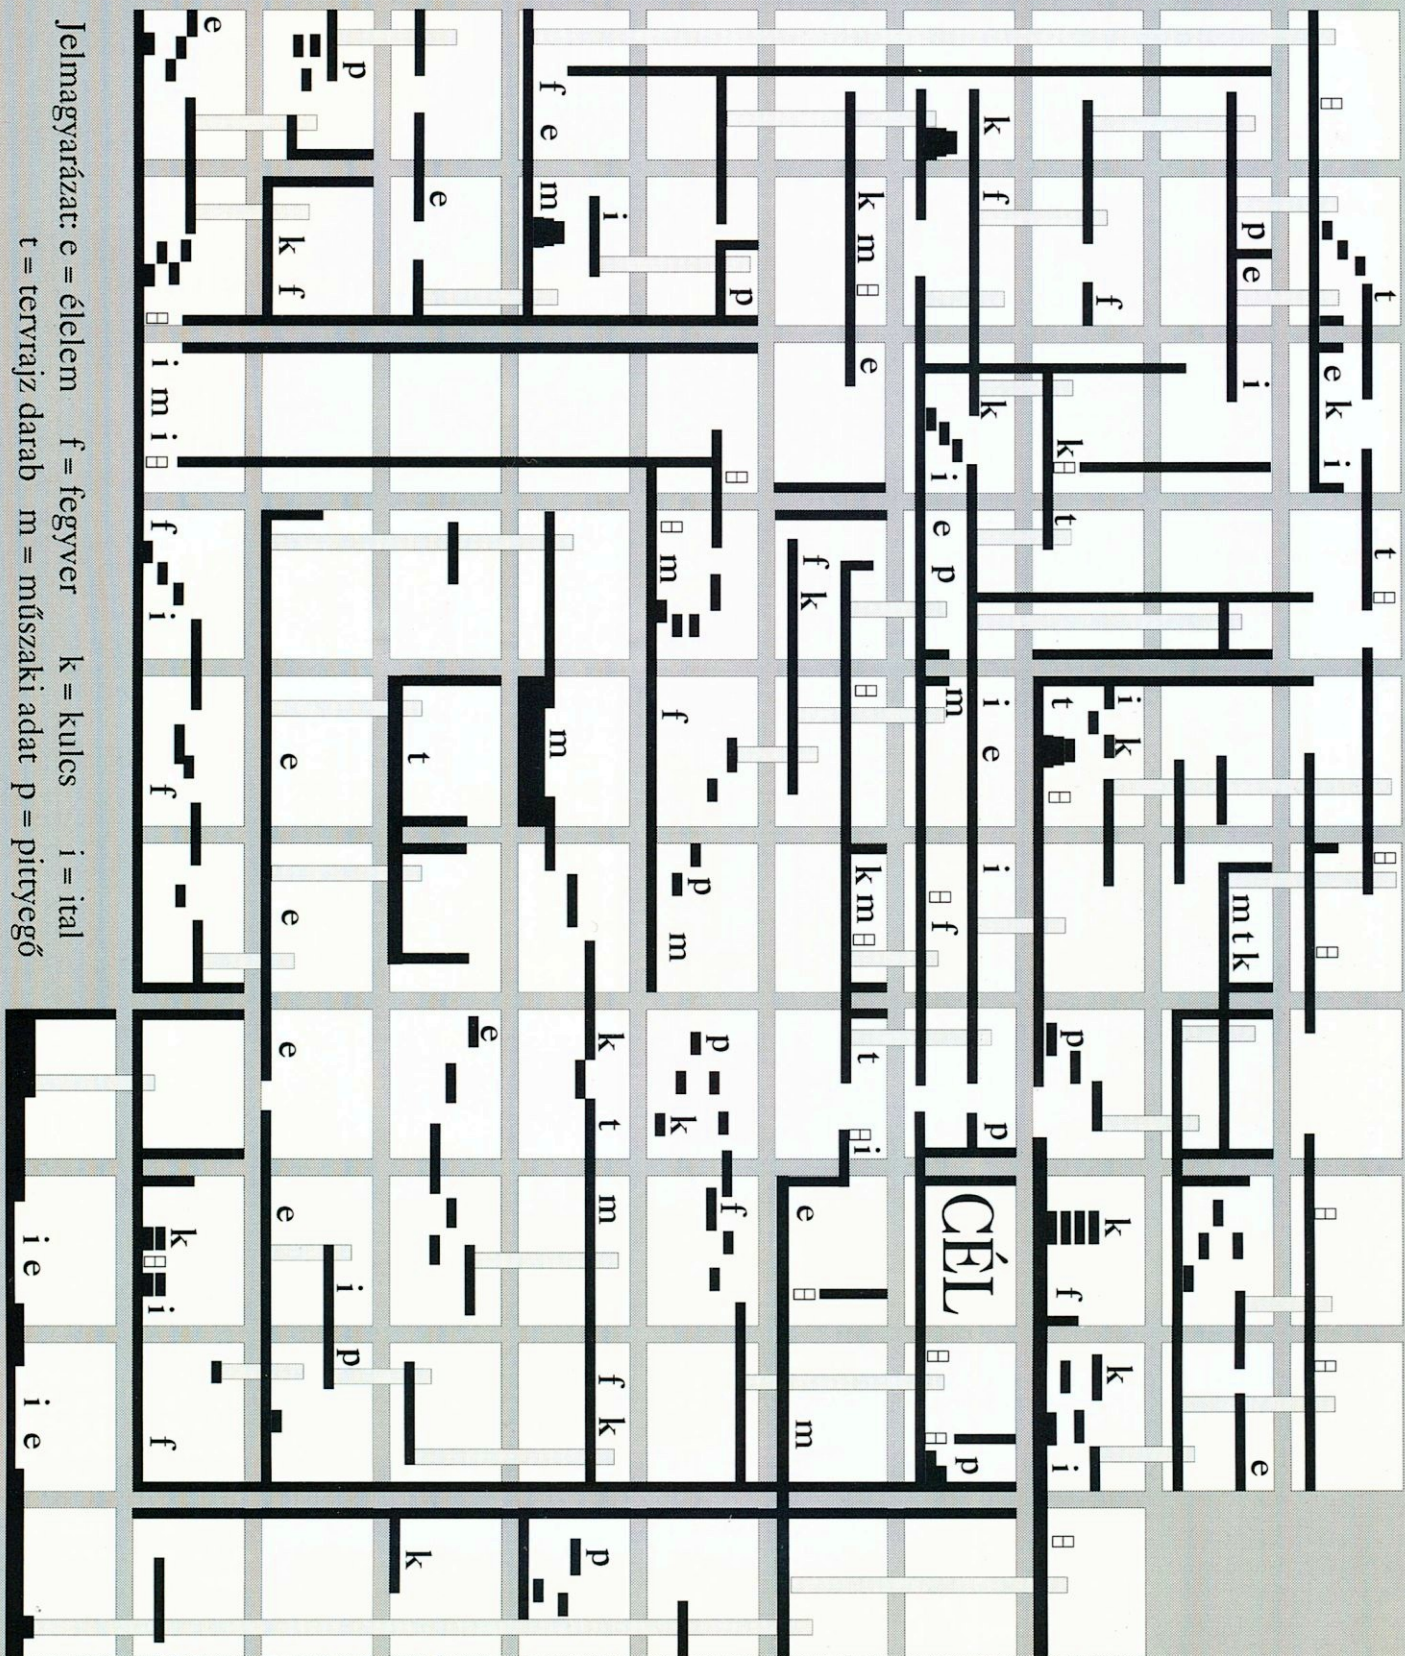 t t
e k i
p e i m t k e
f i k k k
k t t p f i
k f k i e i p
i e p m f CÉL p
k m e k m t i
f k e m
p p f
m f p m k
i k t m f k p
f e m m
e
e t k
p i p
k f e e e e
e k
i m i f i f i f
i e i e
Jelmagyarázat: e = élelem f = fegyver k = kulcs i = ital
t = tervrajz darab m = műszaki adat p = pittyegő